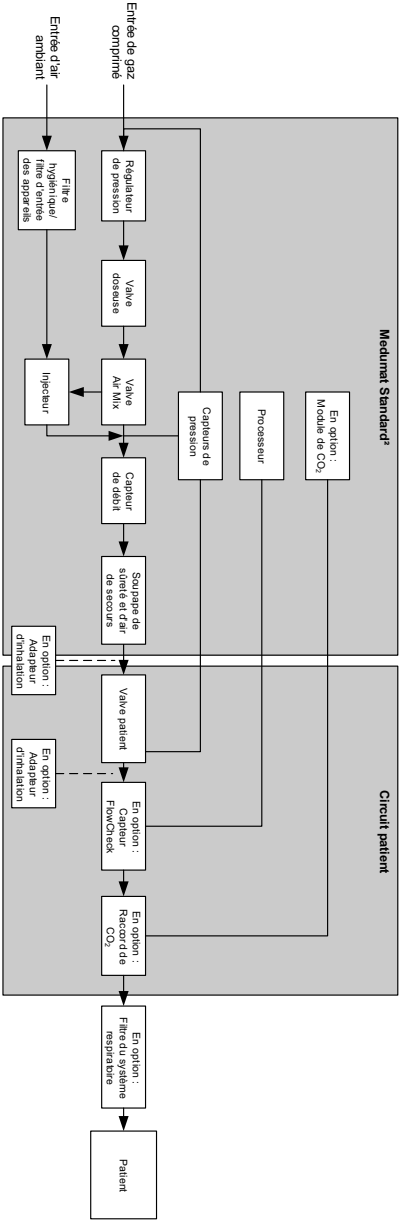 Medumat Standard²
Circuit patient
En option :
Module de CO₂
Processeur
Capteurs de
pression
Entrée de gaz
comprimé
Régulateur
de pression
Valve
doseuse
Valve
Air Mix
Capteur
de débit
Soupape de
sûreté et d'air
de secours
Valve patient
En option :
Capteur
FlowCheck
En option :
Raccord de
CO₂
En option :
Filtre du système
respiratoire
Patient
Entrée d'air
ambiant
Filtre
hygiénique/
filtre d'entrée
des appareils
Injecteur
En option :
Adapteur
d'inhalation
En option :
Adapteur
d'inhalation